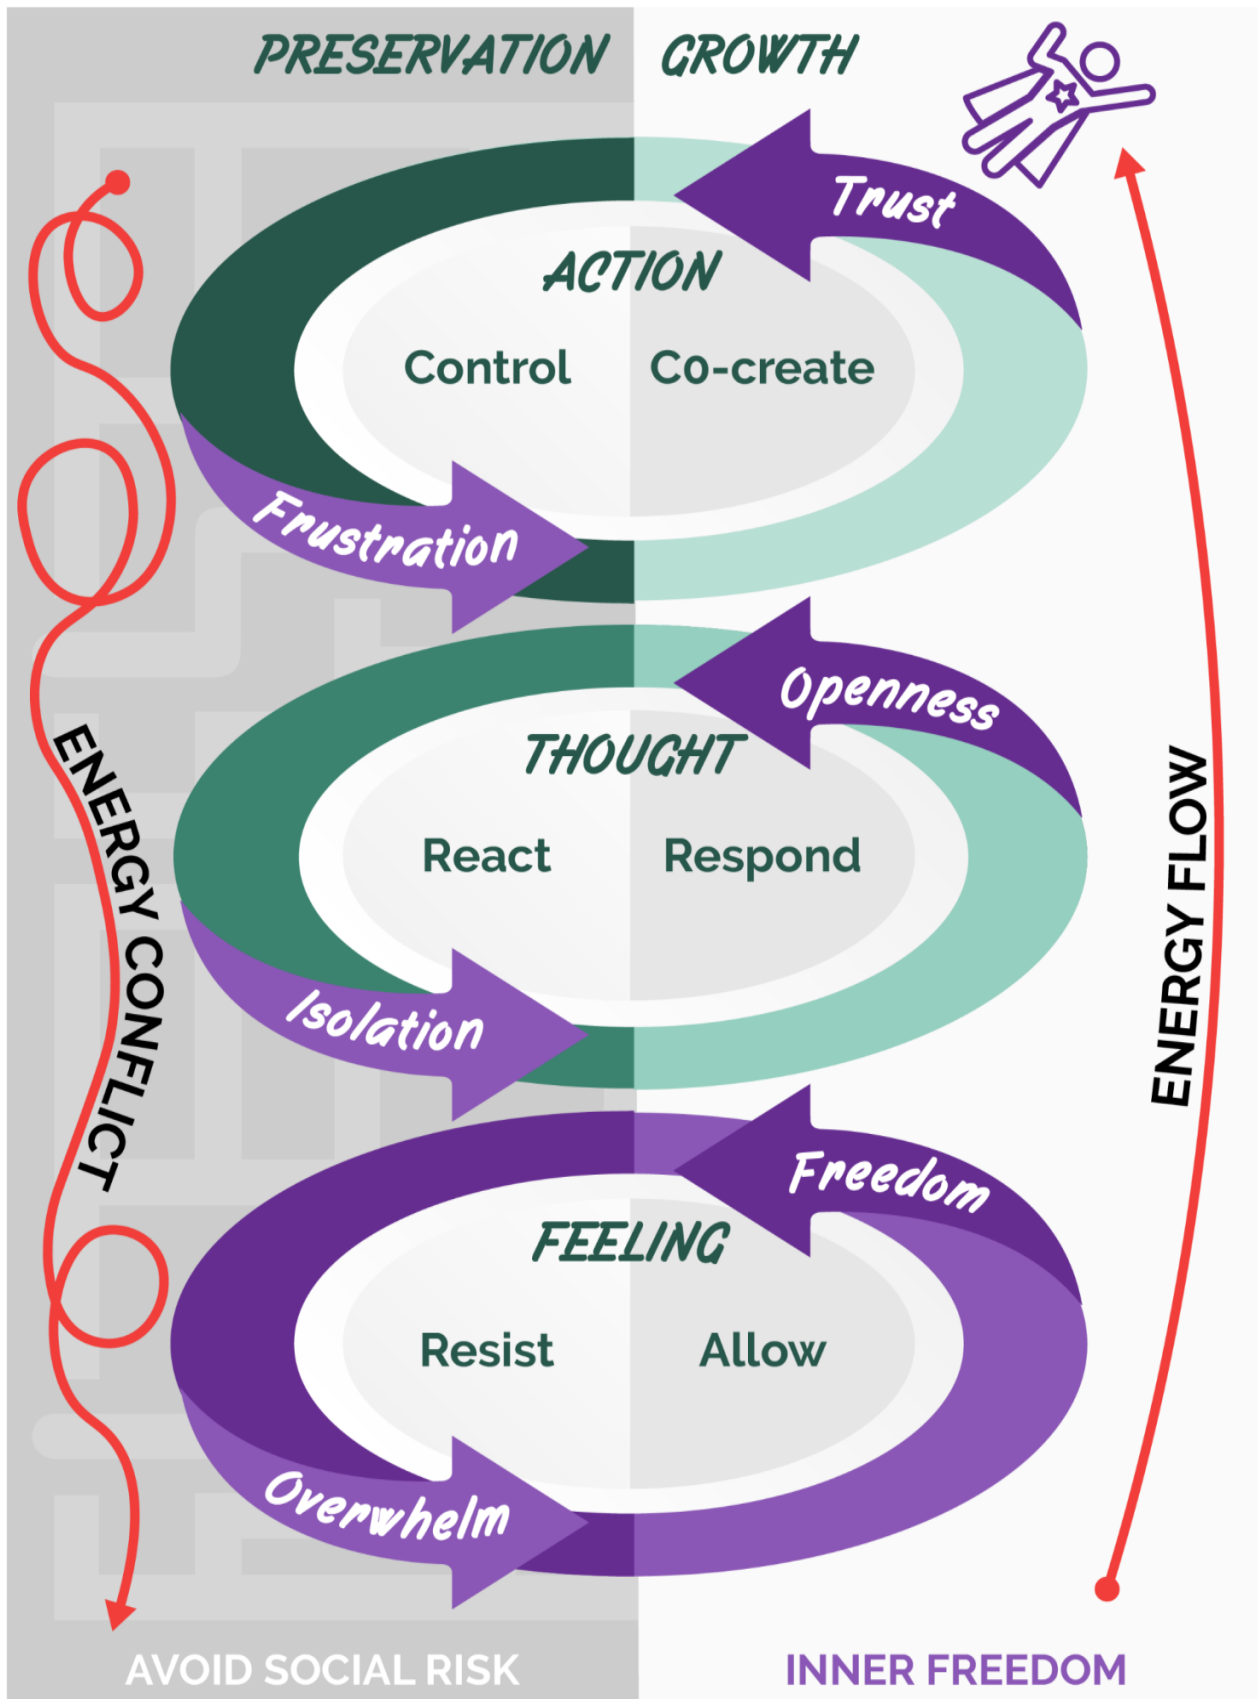 PRESERVATION
GROWTH
Trust
ACTION
Control
C0-create
Frustration
Openness
THOUGHT
React
Respond
Isolation
Freedom
FEELING
Resist
Allow
Overwhelm
ENERGY CONFLICT
ENERGY FLOW
AVOID SOCIAL RISK
INNER FREEDOM